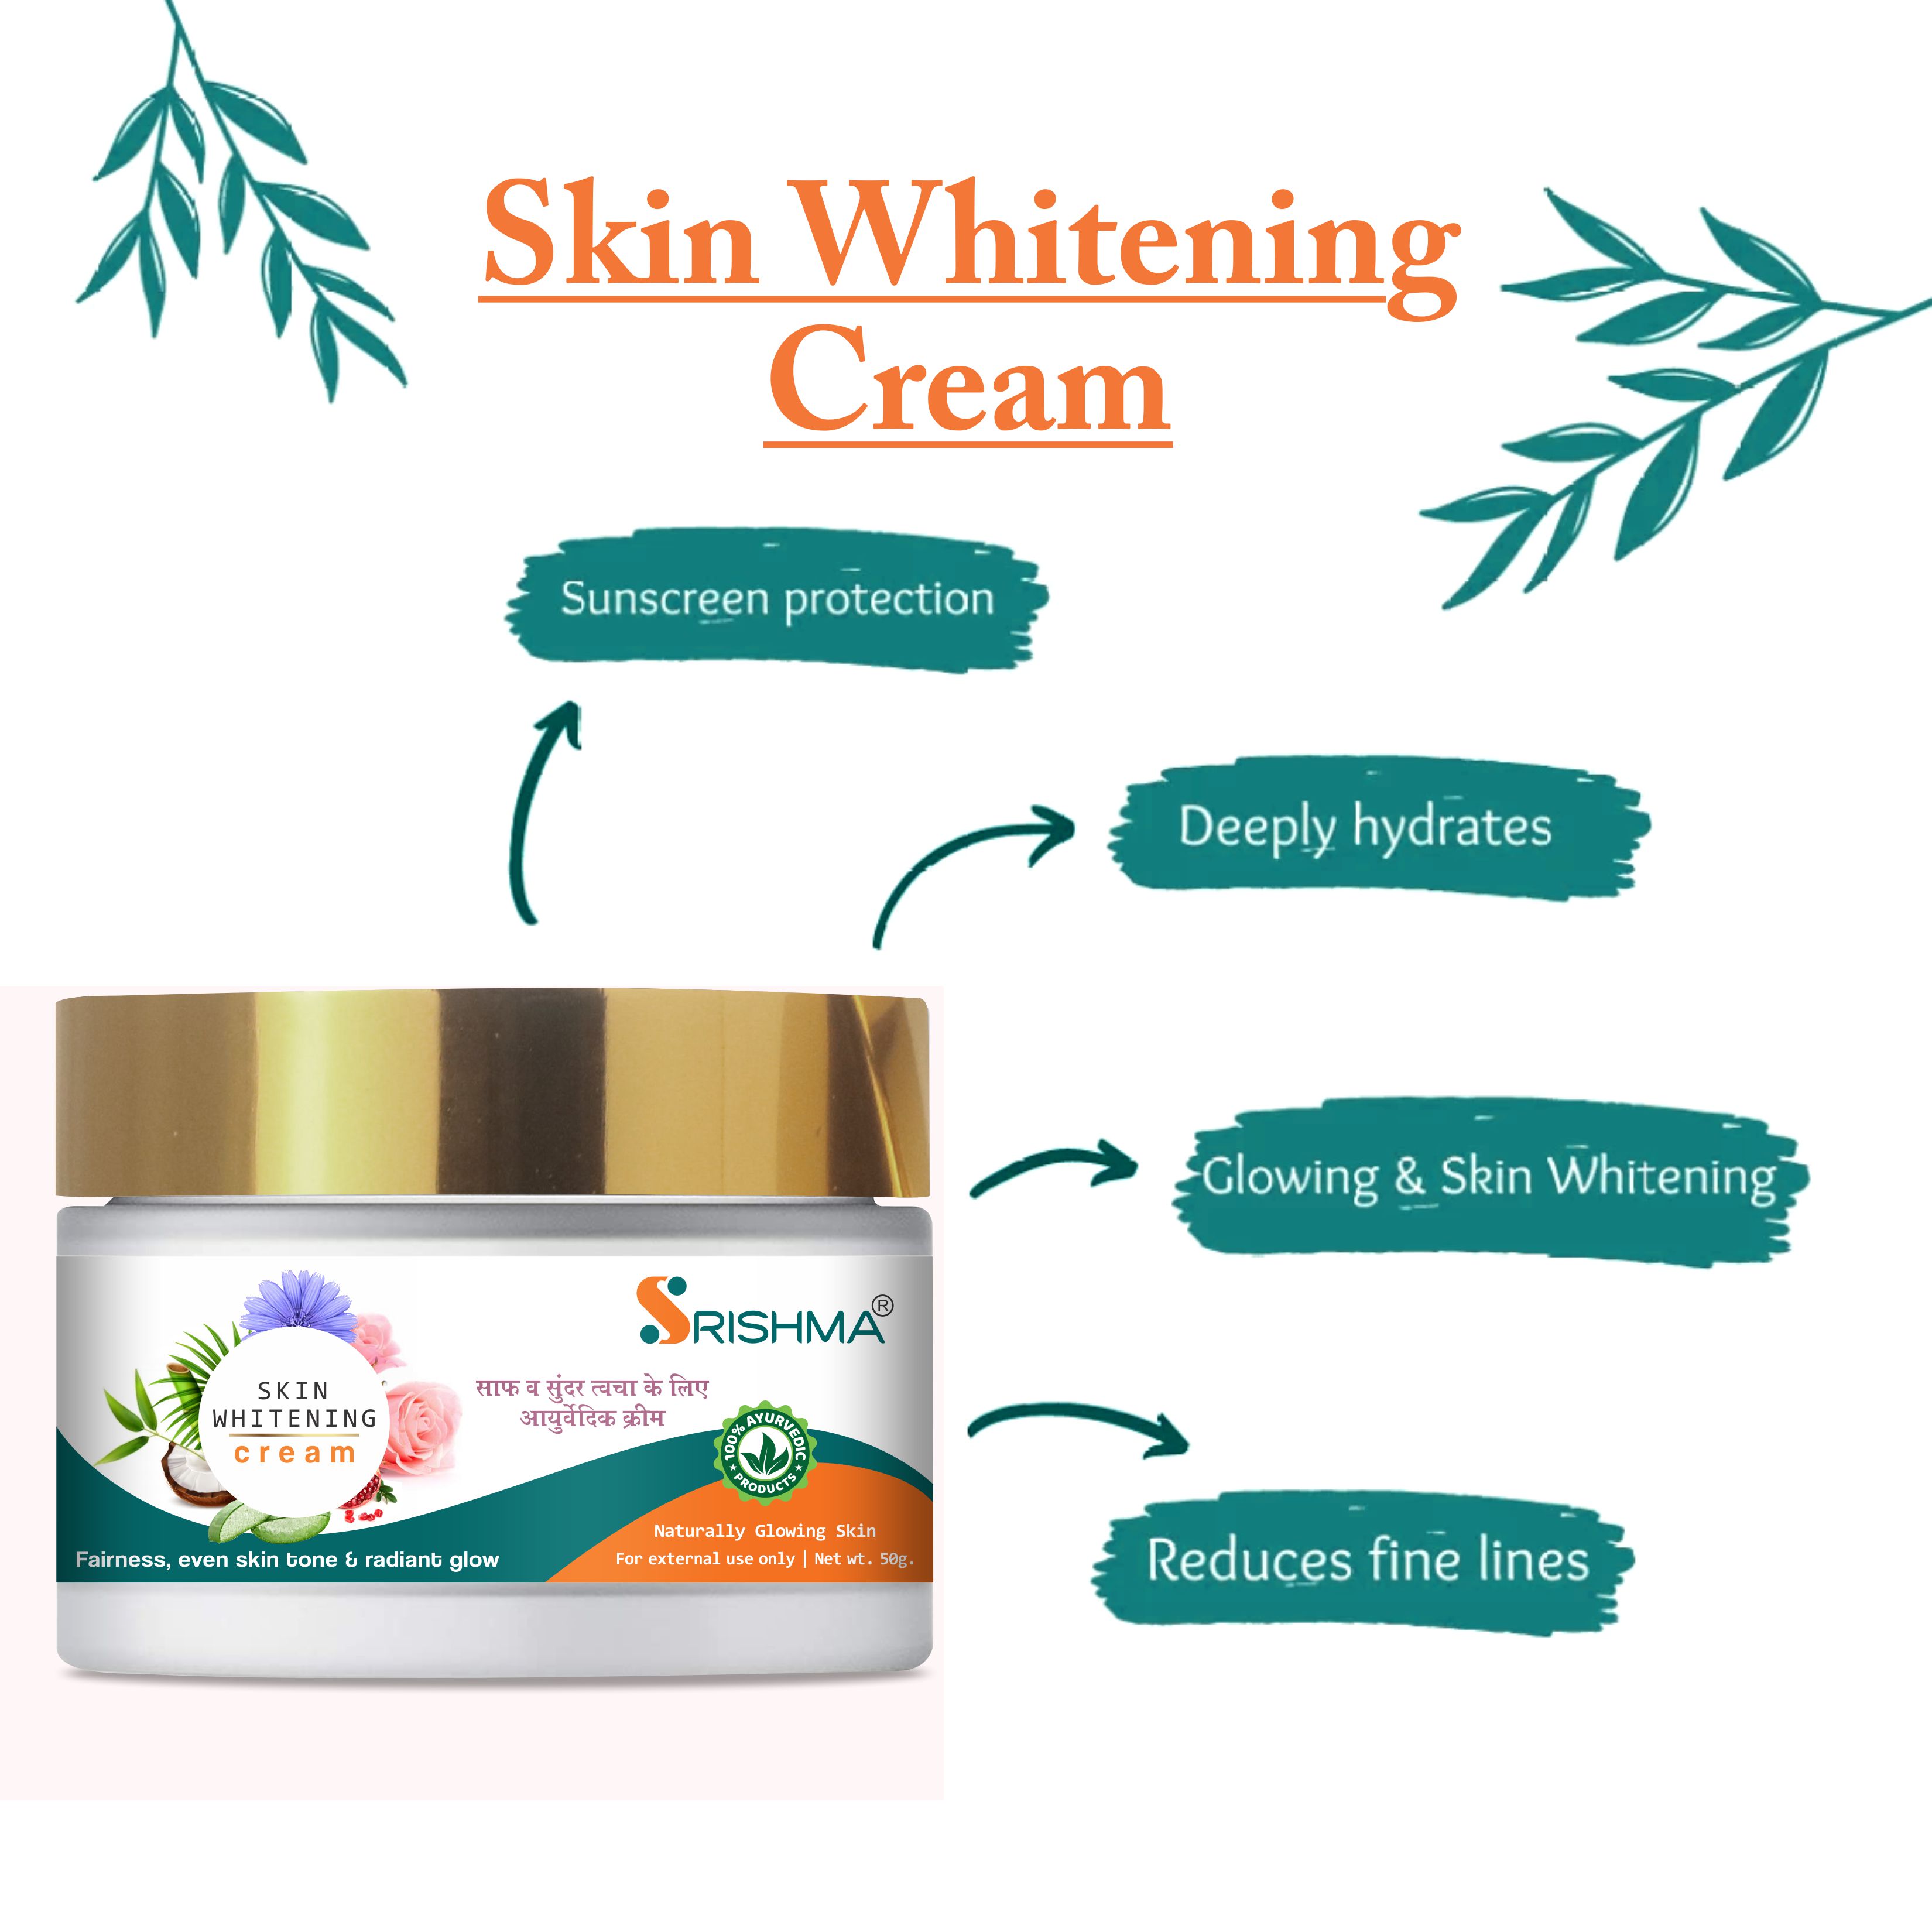 Skin Whitening
Cream
Sunscreen protection
Deeply hydrates
Glowing & Skin Whitening
Reduces fine lines
SRISHMA®
SKIN
WHITENING
cream
साफ व सुंदर त्वचा के लिए
आयुर्वेदिक क्रीम
100% AYURVEDIC
PRODUCTS
Naturally Glowing Skin
For external use only | Net wt. 50g.
Fairness, even skin tone & radiant glow